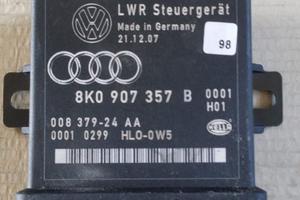 LWR Steuergerät
Made in Germany
21.12.07
98
8K0 907 357 B 0001
H01
008 379-24 AA
0001 0299 HLO-0W5
HELLA